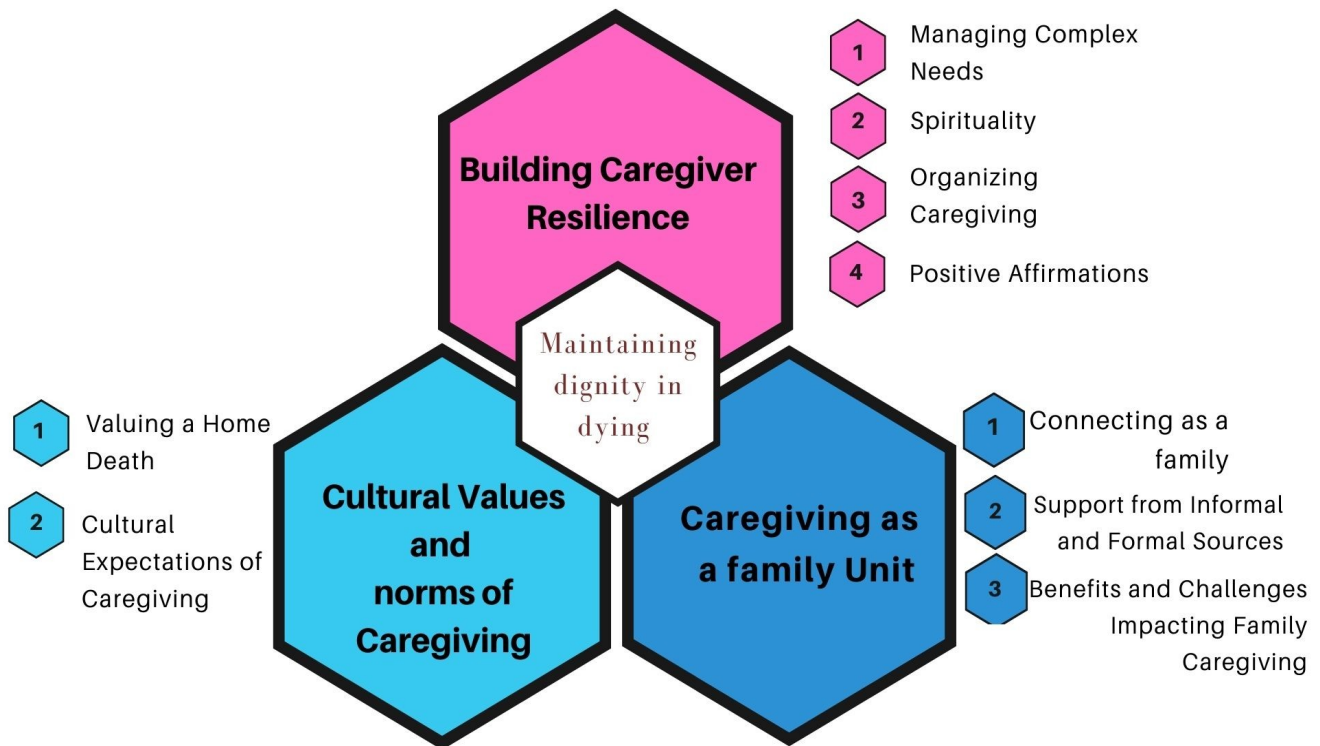 Building Caregiver
Resilience
1
Managing Complex
Needs
2
Spirituality
3
Organizing
Caregiving
4
Positive Affirmations
Maintaining
dignity in
dying
Cultural Values
and
norms of
Caregiving
1
Valuing a Home
Death
2
Cultural
Expectations of
Caregiving
Caregiving as
a family Unit
1
Connecting as a
family
2
Support from Informal
and Formal Sources
3
Benefits and Challenges
Impacting Family
Caregiving